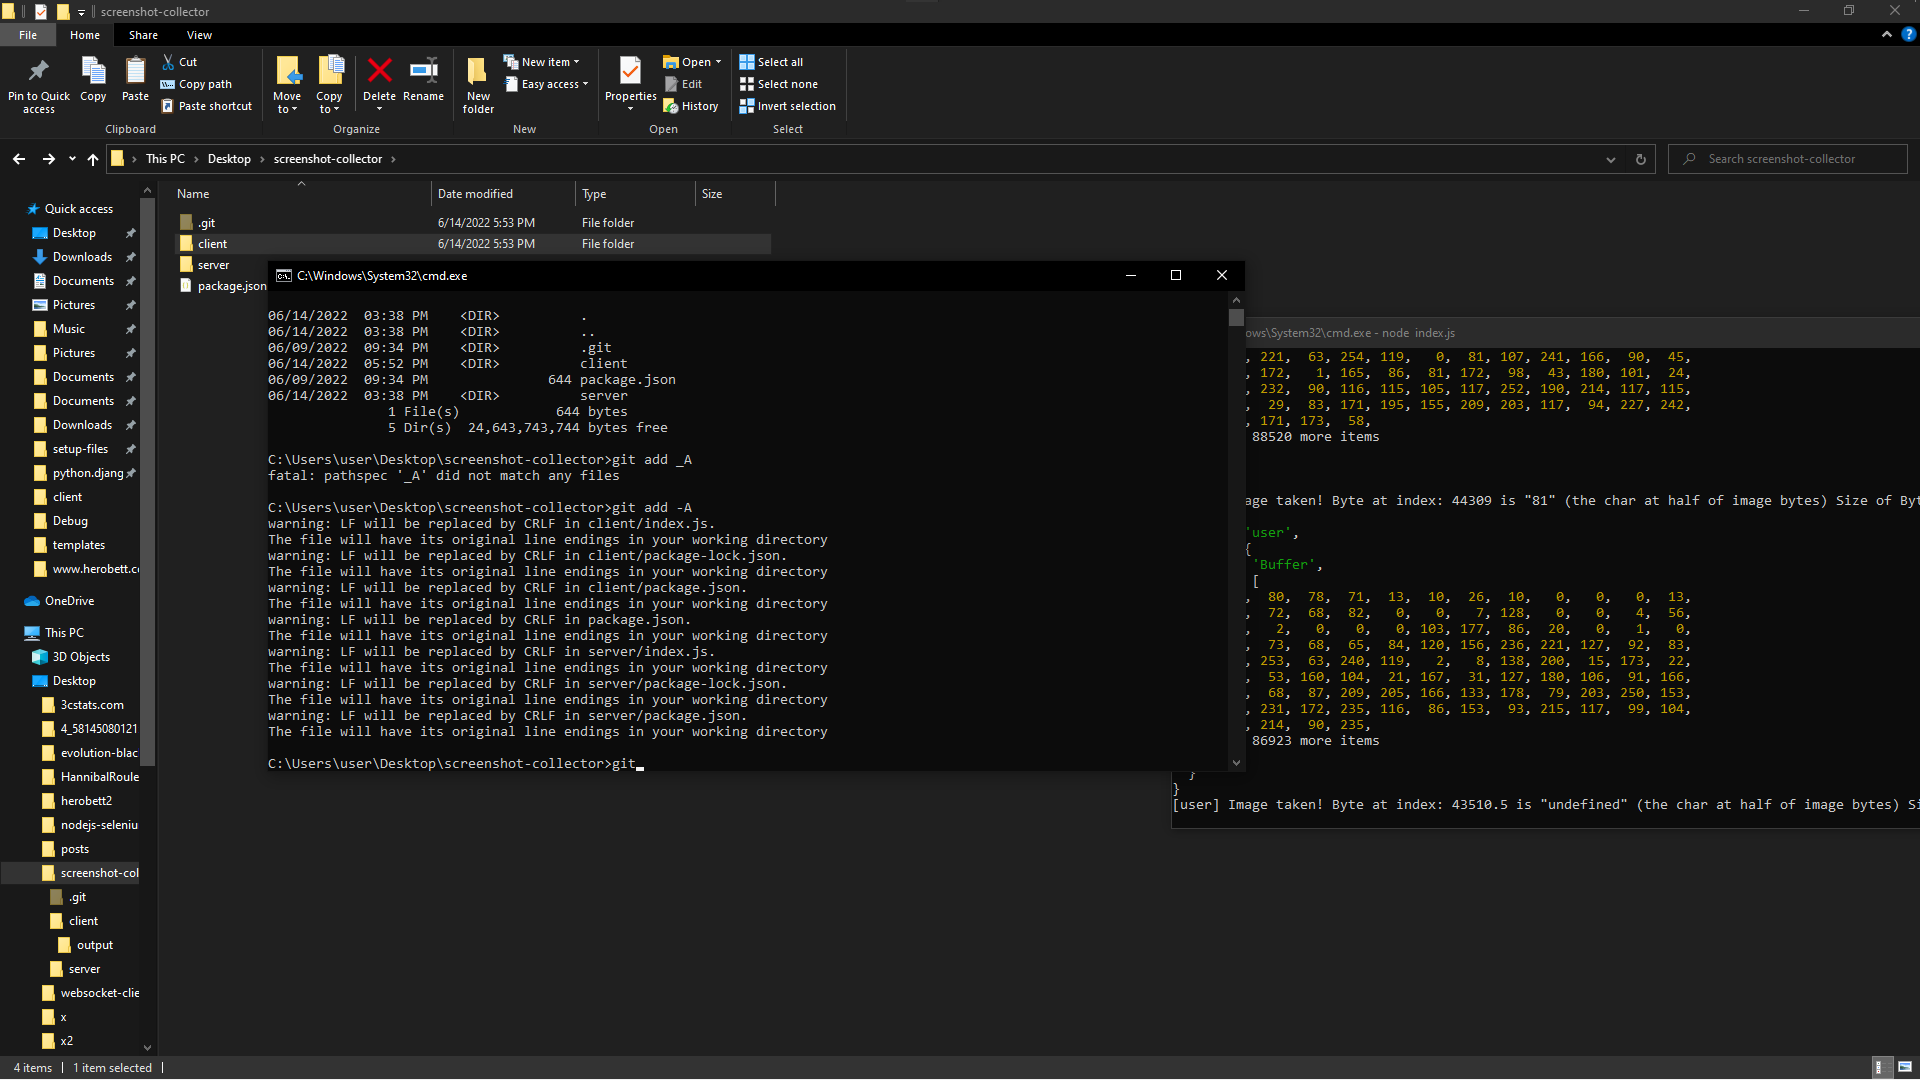 screenshot-collector
File Home Share View
Pin to Quick access
Copy
Paste
Cut
Copy path
Paste shortcut
Clipboard
Move to
Copy to
Delete
Rename
Organize
New folder
New item
Easy access
New
Properties
Open
Edit
History
Open
Select all
Select none
Invert selection
Select
This PC › Desktop › screenshot-collector ›
Search screenshot-collector
Quick access
Desktop
Downloads
Documents
Pictures
Music
Pictures
Documents
Documents
Downloads
setup-files
python.djang
client
Debug
templates
www.herobett.c
OneDrive
This PC
3D Objects
Desktop
3cstats.com
4_58145080121
evolution-blac
HannibalRoule
herobett2
nodejs-seleniu
posts
screenshot-col
.git
client
output
server
websocket-clie
x
x2
Name Date modified Type Size
.git 6/14/2022 5:53 PM File folder
client 6/14/2022 5:53 PM File folder
server
package.json
C:\Windows\System32\cmd.exe
06/14/2022  03:38 PM    <DIR>          .
06/14/2022  03:38 PM    <DIR>          ..
06/09/2022  09:34 PM    <DIR>          .git
06/14/2022  05:52 PM    <DIR>          client
06/09/2022  09:34 PM               644 package.json
06/14/2022  03:38 PM    <DIR>          server
1 File(s)            644 bytes
5 Dir(s)  24,643,743,744 bytes free
C:\Users\user\Desktop\screenshot-collector>git add _A
fatal: pathspec '_A' did not match any files
C:\Users\user\Desktop\screenshot-collector>git add -A
warning: LF will be replaced by CRLF in client/index.js.
The file will have its original line endings in your working directory
warning: LF will be replaced by CRLF in client/package-lock.json.
The file will have its original line endings in your working directory
warning: LF will be replaced by CRLF in client/package.json.
The file will have its original line endings in your working directory
warning: LF will be replaced by CRLF in package.json.
The file will have its original line endings in your working directory
warning: LF will be replaced by CRLF in server/index.js.
The file will have its original line endings in your working directory
warning: LF will be replaced by CRLF in server/package-lock.json.
The file will have its original line endings in your working directory
warning: LF will be replaced by CRLF in server/package.json.
The file will have its original line endings in your working directory
C:\Users\user\Desktop\screenshot-collector>git
ows\System32\cmd.exe - node  index.js
, 221,  63, 254, 119,   0,  81, 107, 241, 166,  90,  45,
, 172,   1, 165,  86,  81, 172,  98,  43, 180, 101,  24,
, 232,  90, 116, 115, 105, 117, 252, 190, 214, 117, 115,
,  29,  83, 171, 195, 155, 209, 203, 117,  94, 227, 242,
, 171, 173,  58,
88520 more items
age taken! Byte at index: 44309 is "81" (the char at half of image bytes) Size of Byt
'user',
{
'Buffer',
[
,  80,  78,  71,  13,  10,  26,  10,   0,   0,   0,  13,
,  72,  68,  82,   0,   0,   7, 128,   0,   0,   4,  56,
,   2,   0,   0,   0, 103, 177,  86,  20,   0,   1,   0,
,  73,  68,  65,  84, 120, 156, 236, 221, 127,  92,  83,
, 253,  63, 240, 119,   2,   8, 138, 200,  15, 173,  22,
,  53, 160, 104,  21, 167,  31, 127, 180, 106,  91, 166,
,  68,  87, 209, 205, 166, 133, 178,  79, 203, 250, 153,
, 231, 172, 235, 116,  86, 153,  93, 215, 117,  99, 104,
, 214,  90, 235,
86923 more items
}
}
[user] Image taken! Byte at index: 43510.5 is "undefined" (the char at half of image bytes) Si
4 items
1 item selected